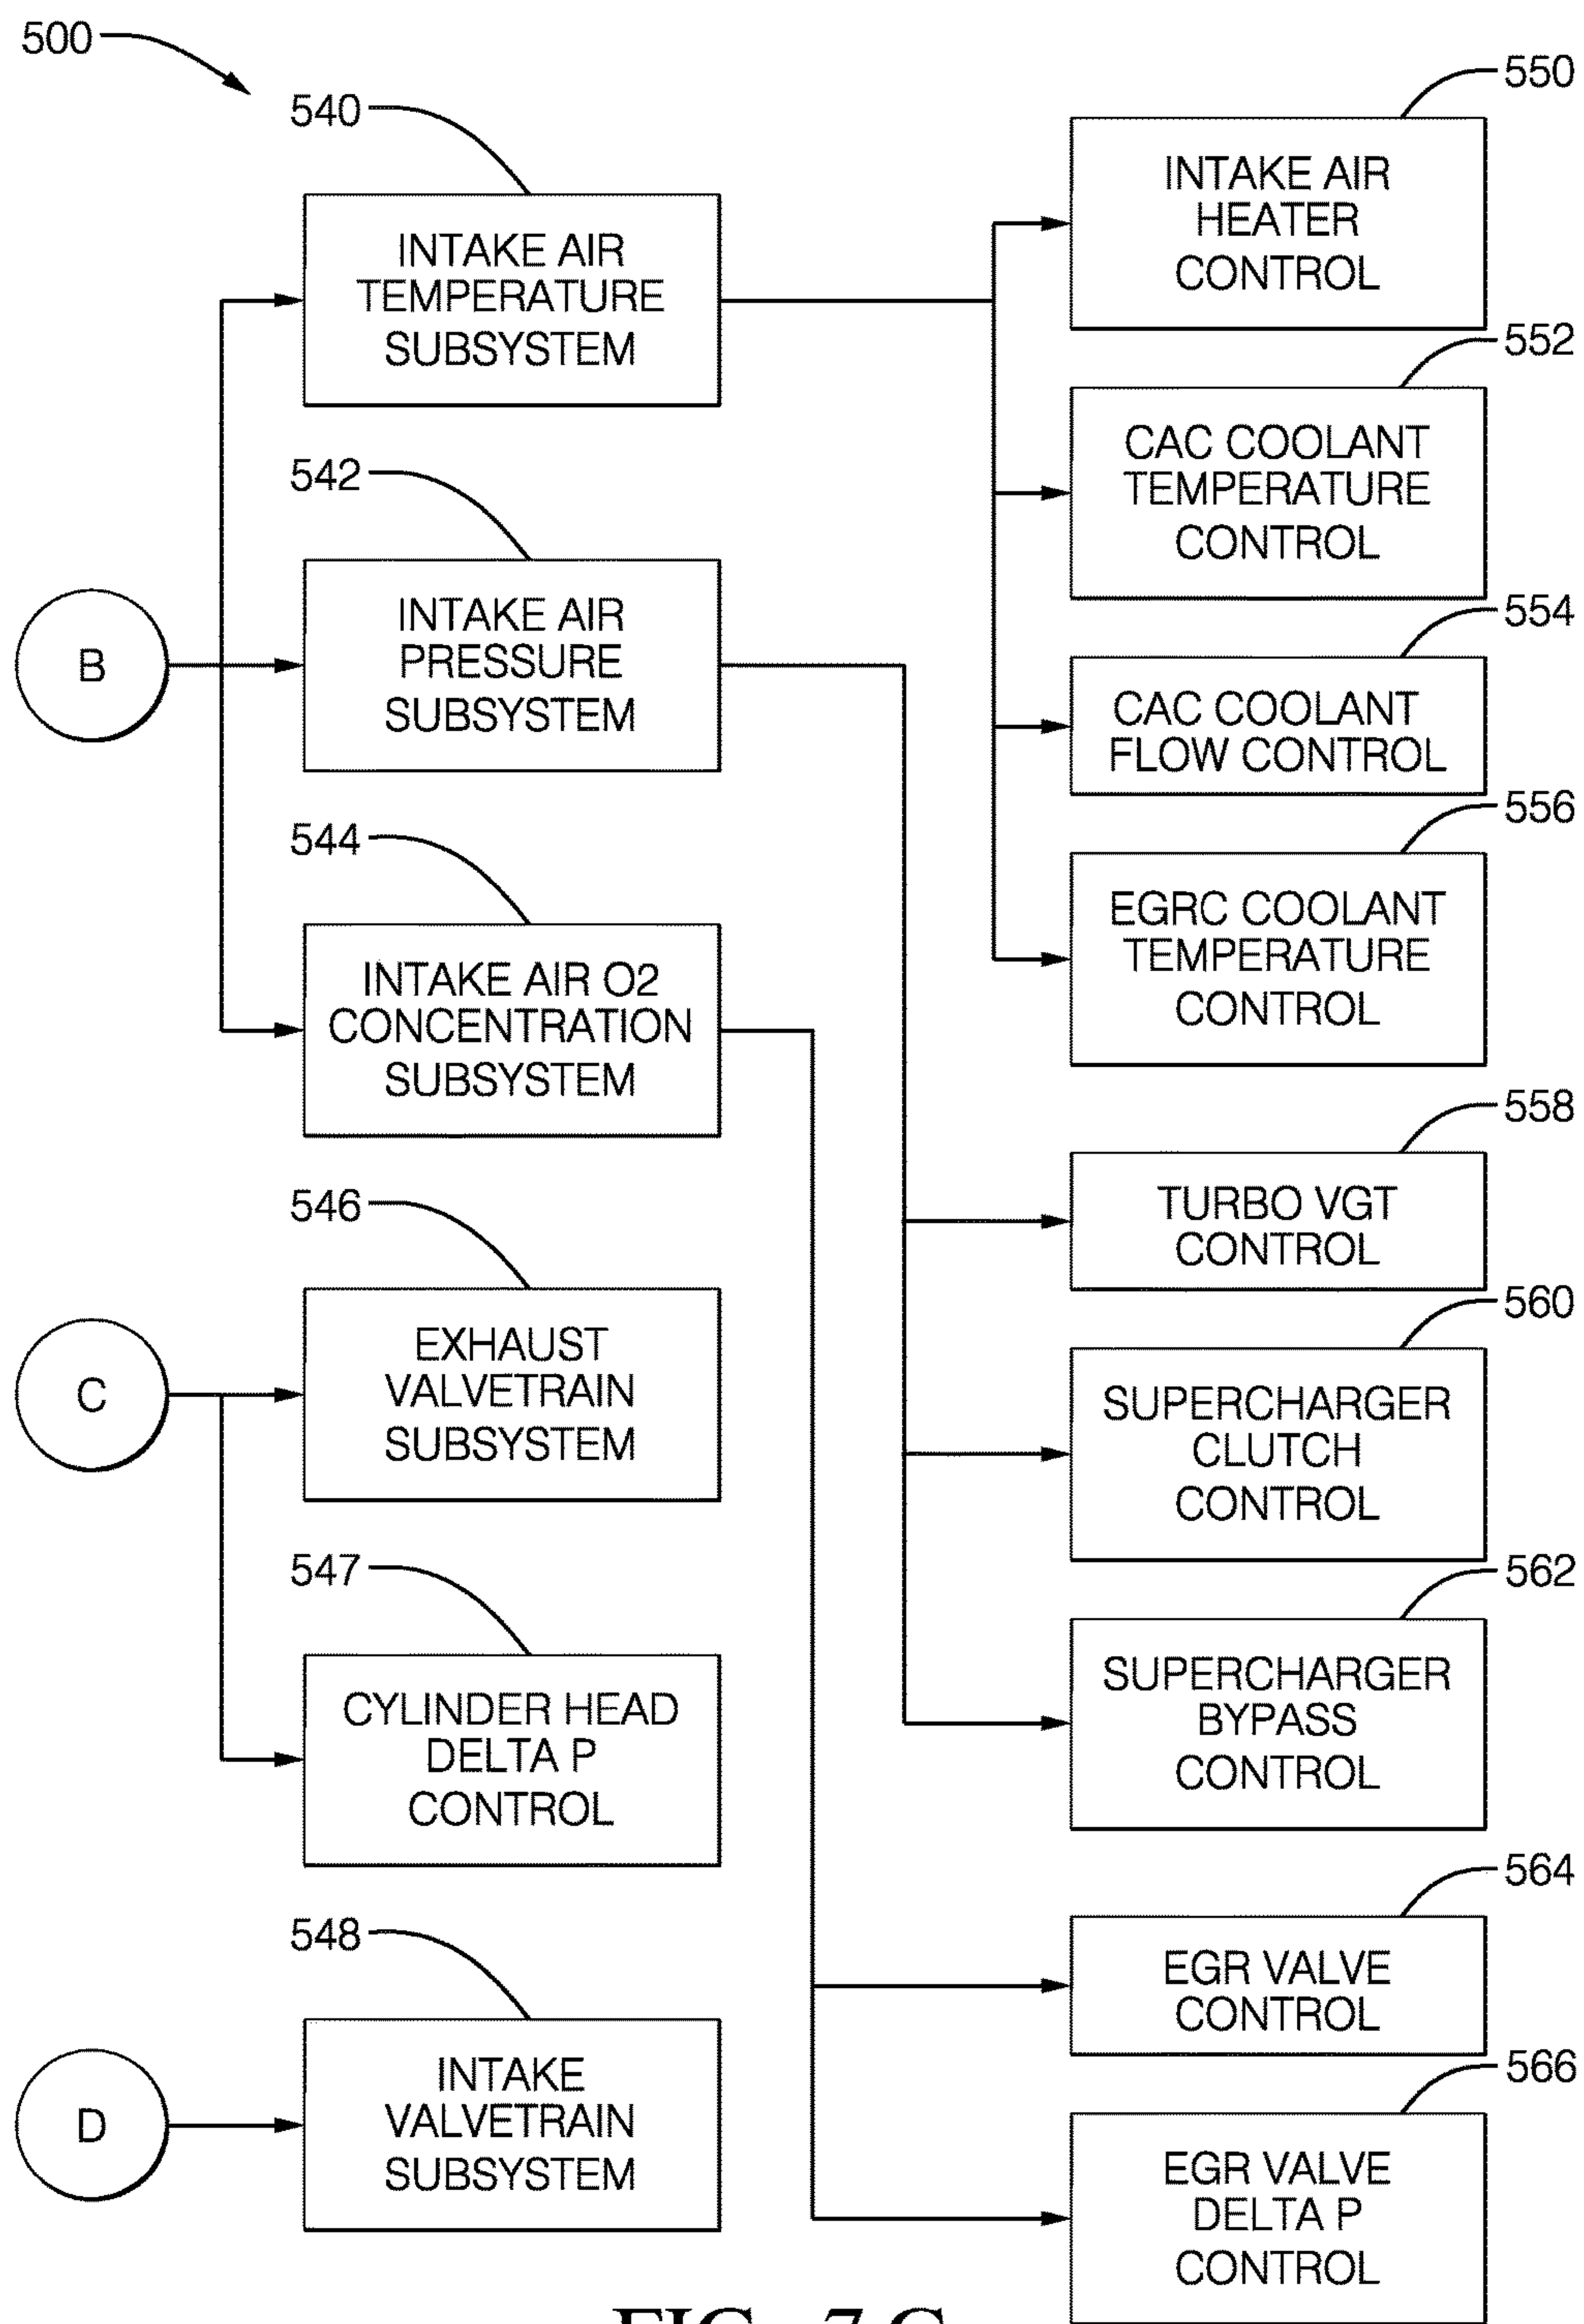 500
540
INTAKE AIR
TEMPERATURE
SUBSYSTEM
542
INTAKE AIR
PRESSURE
SUBSYSTEM
B
544
INTAKE AIR O2
CONCENTRATION
SUBSYSTEM
546
EXHAUST
VALVETRAIN
SUBSYSTEM
C
547
CYLINDER HEAD
DELTA P
CONTROL
548
INTAKE
VALVETRAIN
SUBSYSTEM
D
550
INTAKE AIR
HEATER
CONTROL
552
CAC COOLANT
TEMPERATURE
CONTROL
554
CAC COOLANT
FLOW CONTROL
556
EGRC COOLANT
TEMPERATURE
CONTROL
558
TURBO VGT
CONTROL
560
SUPERCHARGER
CLUTCH
CONTROL
562
SUPERCHARGER
BYPASS
CONTROL
564
EGR VALVE
CONTROL
566
EGR VALVE
DELTA P
CONTROL